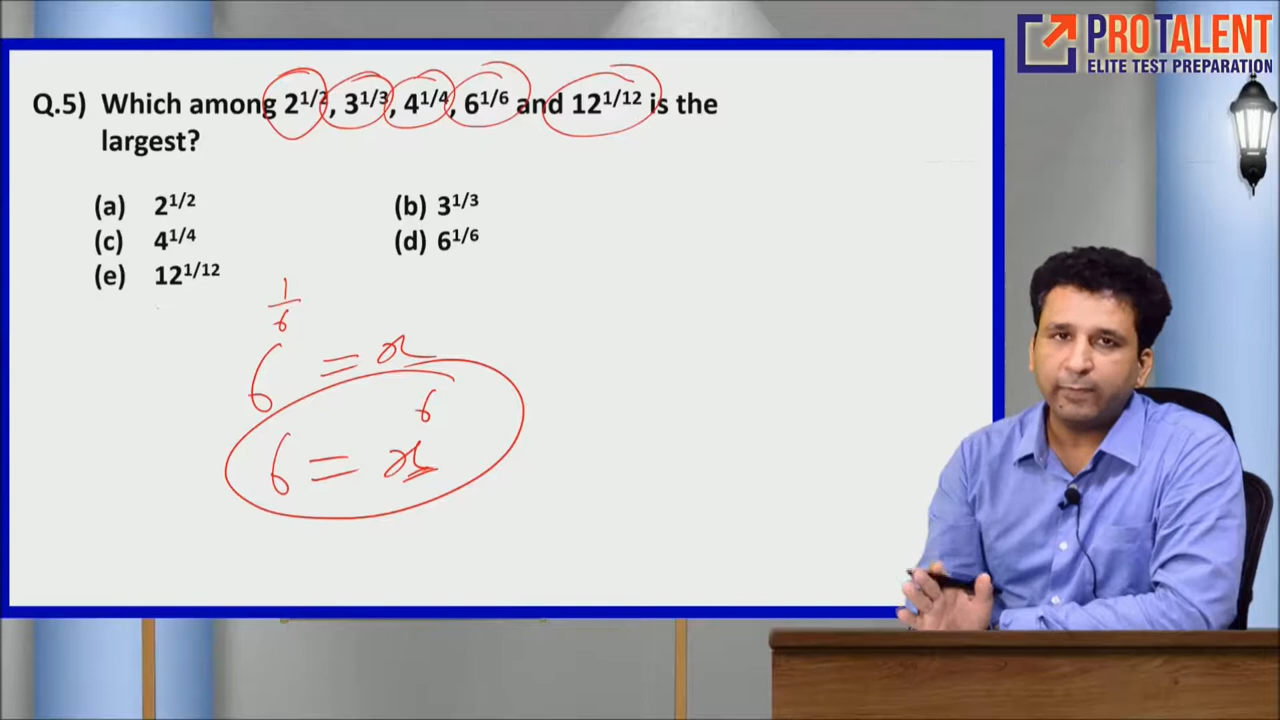 PRO TALENT
ELITE TEST PREPARATION
Q.5) Which among 2^1/2, 3^1/3, 4^1/4, 6^1/6 and 12^1/12 is the
largest?
(a) 2^1/2 (b) 3^1/3
(c) 4^1/4 (d) 6^1/6
(e) 12^1/12
6^1/6 = x
6 = x^6